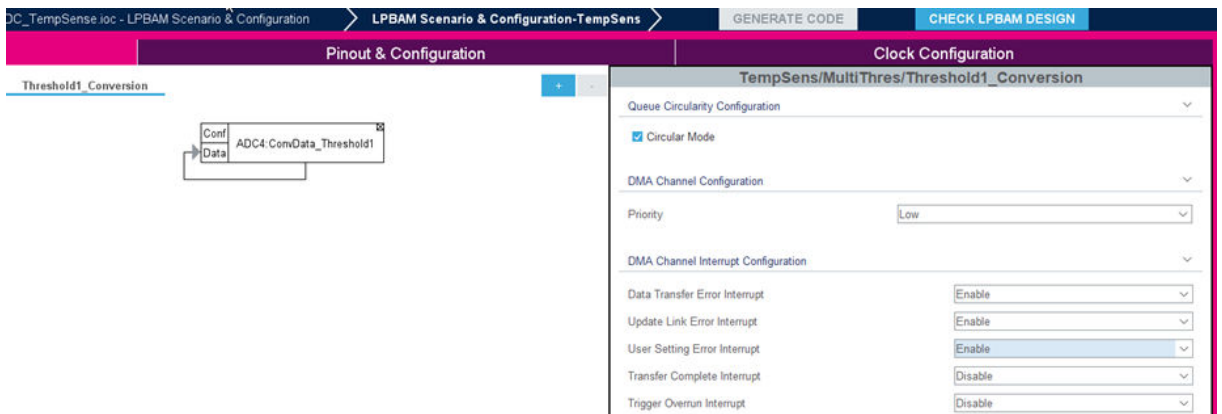 DC_TempSense.ioc - LPBAM Scenario & Configuration
LPBAM Scenario & Configuration-TempSens
GENERATE CODE
CHECK LPBAM DESIGN
Pinout & Configuration
Clock Configuration
Threshold1_Conversion
+
-
Conf
Data
ADC4:ConvData_Threshold1
TempSens/MultiThres/Threshold1_Conversion
Queue Circularity Configuration
Circular Mode
DMA Channel Configuration
Priority Low
DMA Channel Interrupt Configuration
Data Transfer Error Interrupt Enable
Update Link Error Interrupt Enable
User Setting Error Interrupt Enable
Transfer Complete Interrupt Disable
Trigger Overrun Interrupt Disable